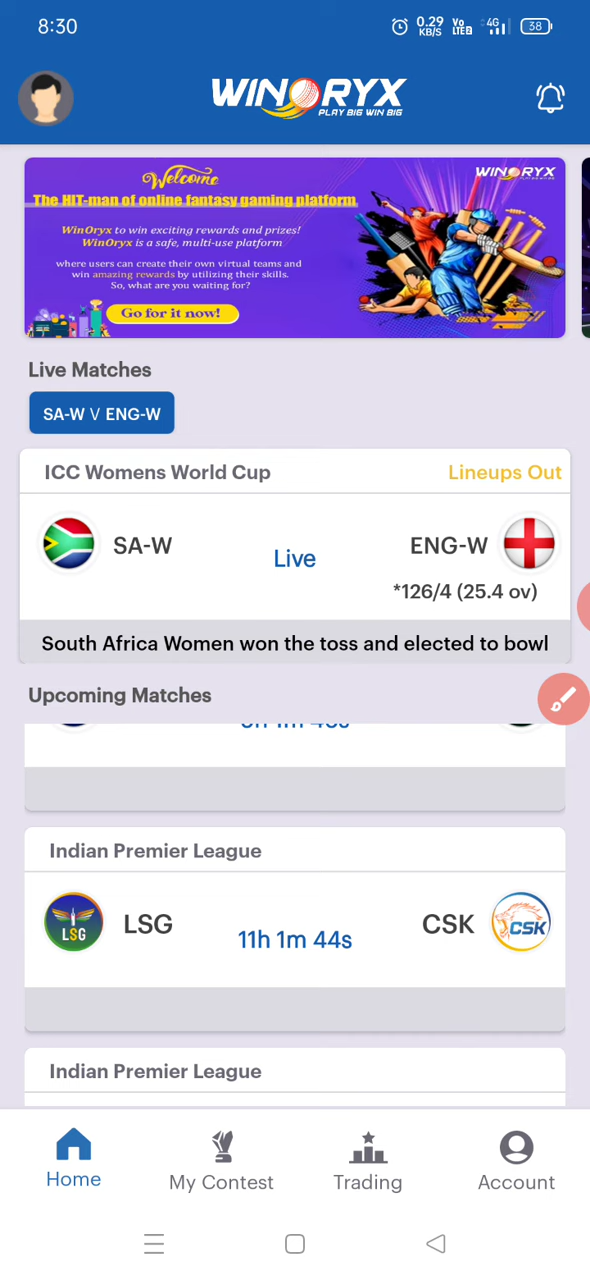 8:30
0.29 KB/S
Vo LTE 2
4G
38
WINORYX
PLAY BIG WIN BIG
Welcome
WINORYX
The HIT-man of online fantasy gaming platform
WinOryx to win exciting rewards and prizes!
WinOryx is a safe, multi-use platform
where users can create their own virtual teams and
win amazing rewards by utilizing their skills.
So, what are you waiting for?
Go for it now!
Live Matches
SA-W V ENG-W
ICC Womens World Cup
Lineups Out
SA-W
Live
ENG-W
*126/4 (25.4 ov)
South Africa Women won the toss and elected to bowl
Upcoming Matches
Indian Premier League
LSG
LSG
11h 1m 44s
CSK
CSK
Indian Premier League
Home
My Contest
Trading
Account